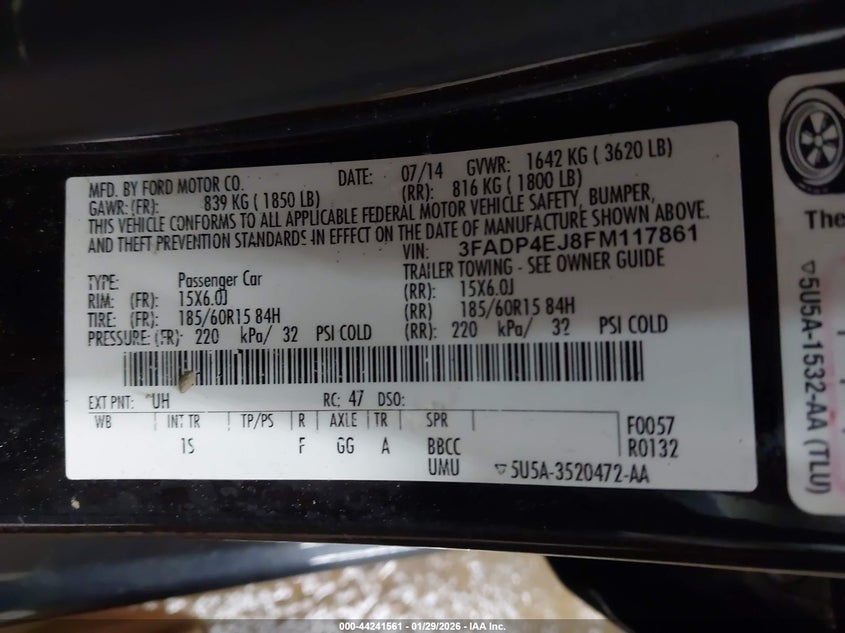 MFD. BY FORD MOTOR CO. DATE: 07/14 GVWR: 1642 KG ( 3620 LB)
GAWR: (FR): 839 KG ( 1850 LB) (RR): 816 KG ( 1800 LB)
THIS VEHICLE CONFORMS TO ALL APPLICABLE FEDERAL MOTOR VEHICLE SAFETY, BUMPER,
AND THEFT PREVENTION STANDARDS IN EFFECT ON THE DATE OF MANUFACTURE SHOWN ABOVE.
VIN: 3FADP4EJ8FM117861
TYPE: Passenger Car TRAILER TOWING - SEE OWNER GUIDE
RIM: (FR): 15X6.0J (RR): 15X6.0J
TIRE: (FR): 185/60R15 84H (RR): 185/60R15 84H
PRESSURE: (FR): 220 kPa/ 32 PSI COLD (RR): 220 kPa/ 32 PSI COLD
EXT PNT: UH RC: 47 DSO:
WB INT TR TP/PS R AXLE TR SPR F0057
1S F GG A BBCC R0132
UMU 5U5A-3520472-AA
The
5U5A-1532-AA (TLU)
000-44241561 | 01/29/2026 - IAA Inc.